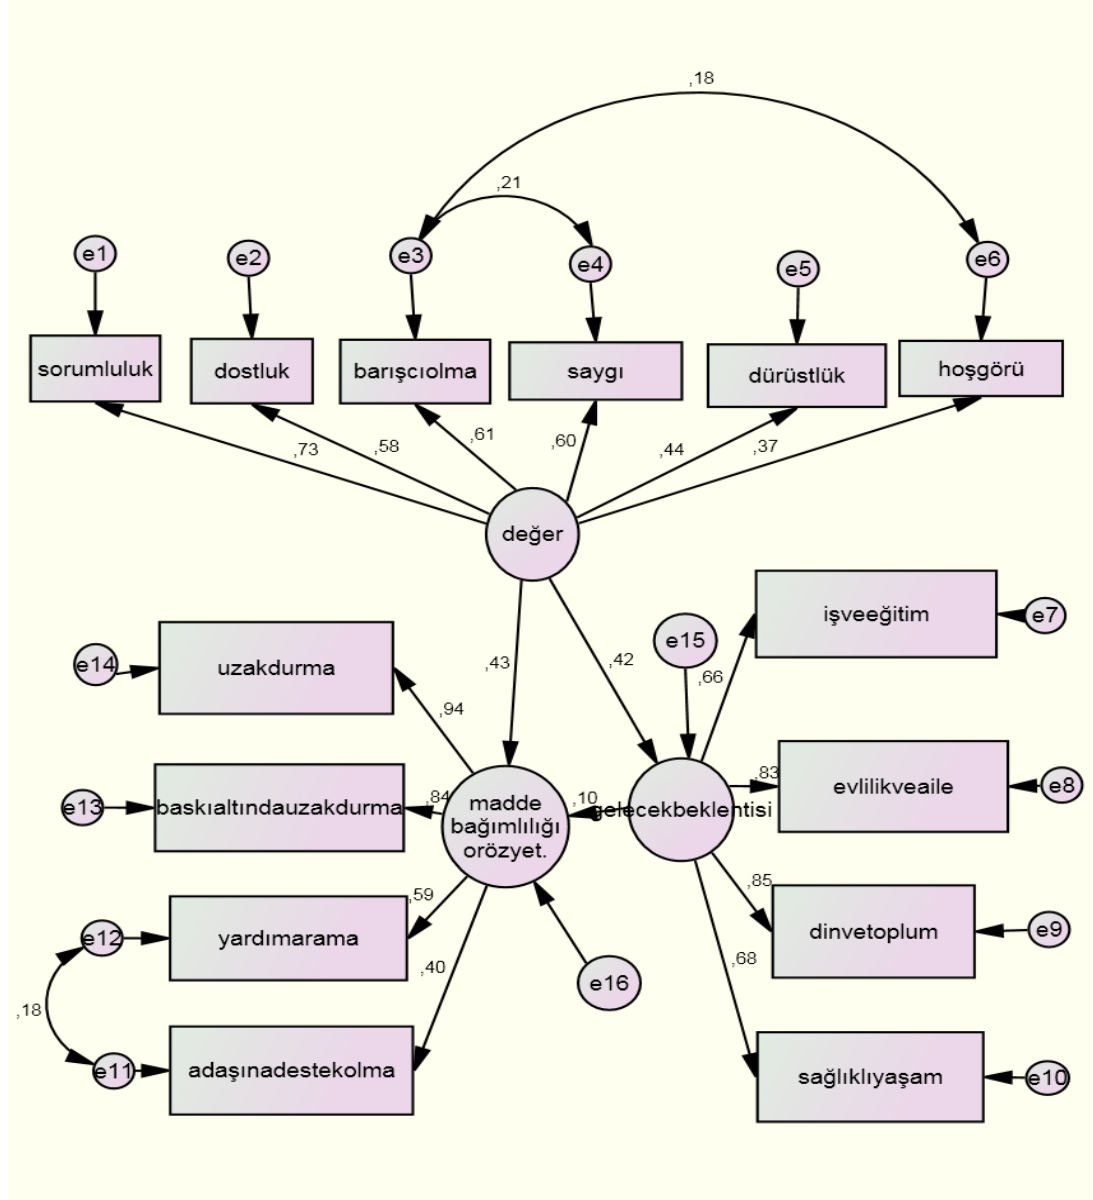 ,18
,21
e1
e2
e3
e4
e5
e6
sorumluluk
dostluk
barışcıolma
saygı
dürüstlük
hoşgörü
,73
,58
,61
,60
,44
,37
değer
işveeğitim
e7
e14
uzakdurma
e15
,43
,42
,66
,94
evlilikveaile
e8
,83
e13
baskıaltındauzakdurma
,84
madde
bağımlılığı
orözyet.
,10
gelecekbeklentisi
,59
,85
e12
yardımarama
dinvetoplum
e9
,40
,68
e16
,18
e11
adaşınadestekolma
sağlıklıyaşam
e10